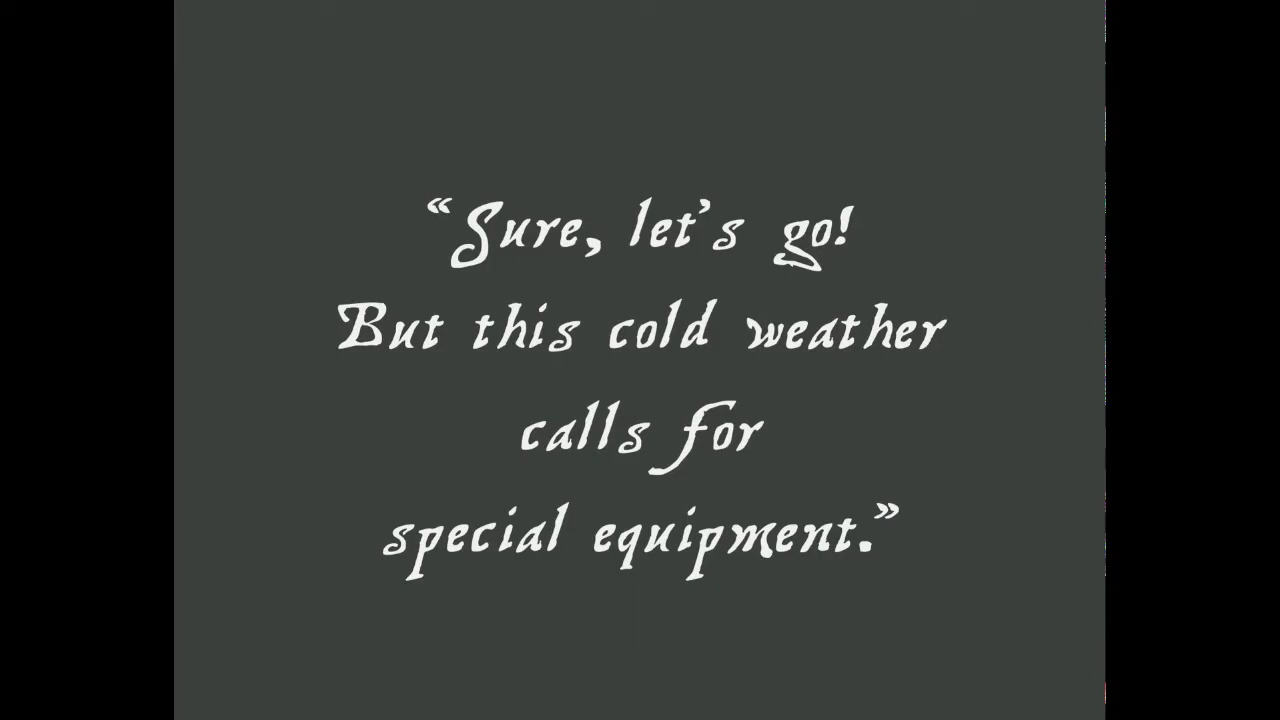 “Sure, let’s go!
But this cold weather
calls for
special equipment.”